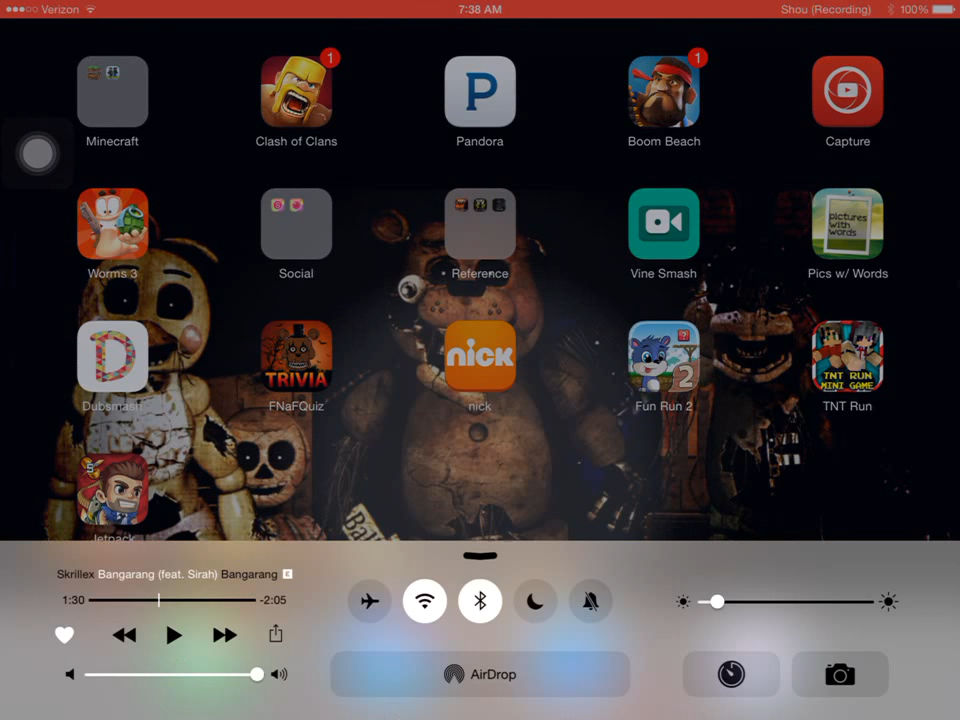 Verizon 7:38 AM Shou (Recording) 100%
1 1
P
Minecraft Clash of Clans Pandora Boom Beach Capture
pictures
with
words
Worms 3 Social Reference Vine Smash Pics w/ Words
D nick 2
TRIVIA TNT RUN
MINI GAME
Dubsmash FNaFQuiz nick Fun Run 2 TNT Run
5
Jetpack
Skrillex Bangarang (feat. Sirah) Bangarang E
1:30 -2:05
AirDrop